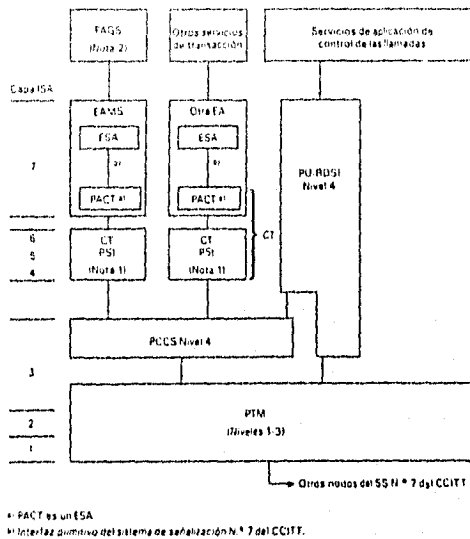 FAGS
(Nota 2)
Otros servicios
de transacción
Servicios de aplicación de
control de las llamadas
Capa ISA
EAMS
ESA
a)
PACT a)
Otra EA
ESA
PACT a)
PU-RDSI
Nivel 4
7
6
5
4
CT
PSI
(Nota 1)
CT
PSI
(Nota 1)
CT
PCCS Nivel 4
3
PTM
(Niveles 1-3)
2
1
Otros nodos del SS N.° 7 del CCITT
a) PACT es un ESA.
b) Interfaz primitivo del sistema de señalización N.° 7 del CCITT.